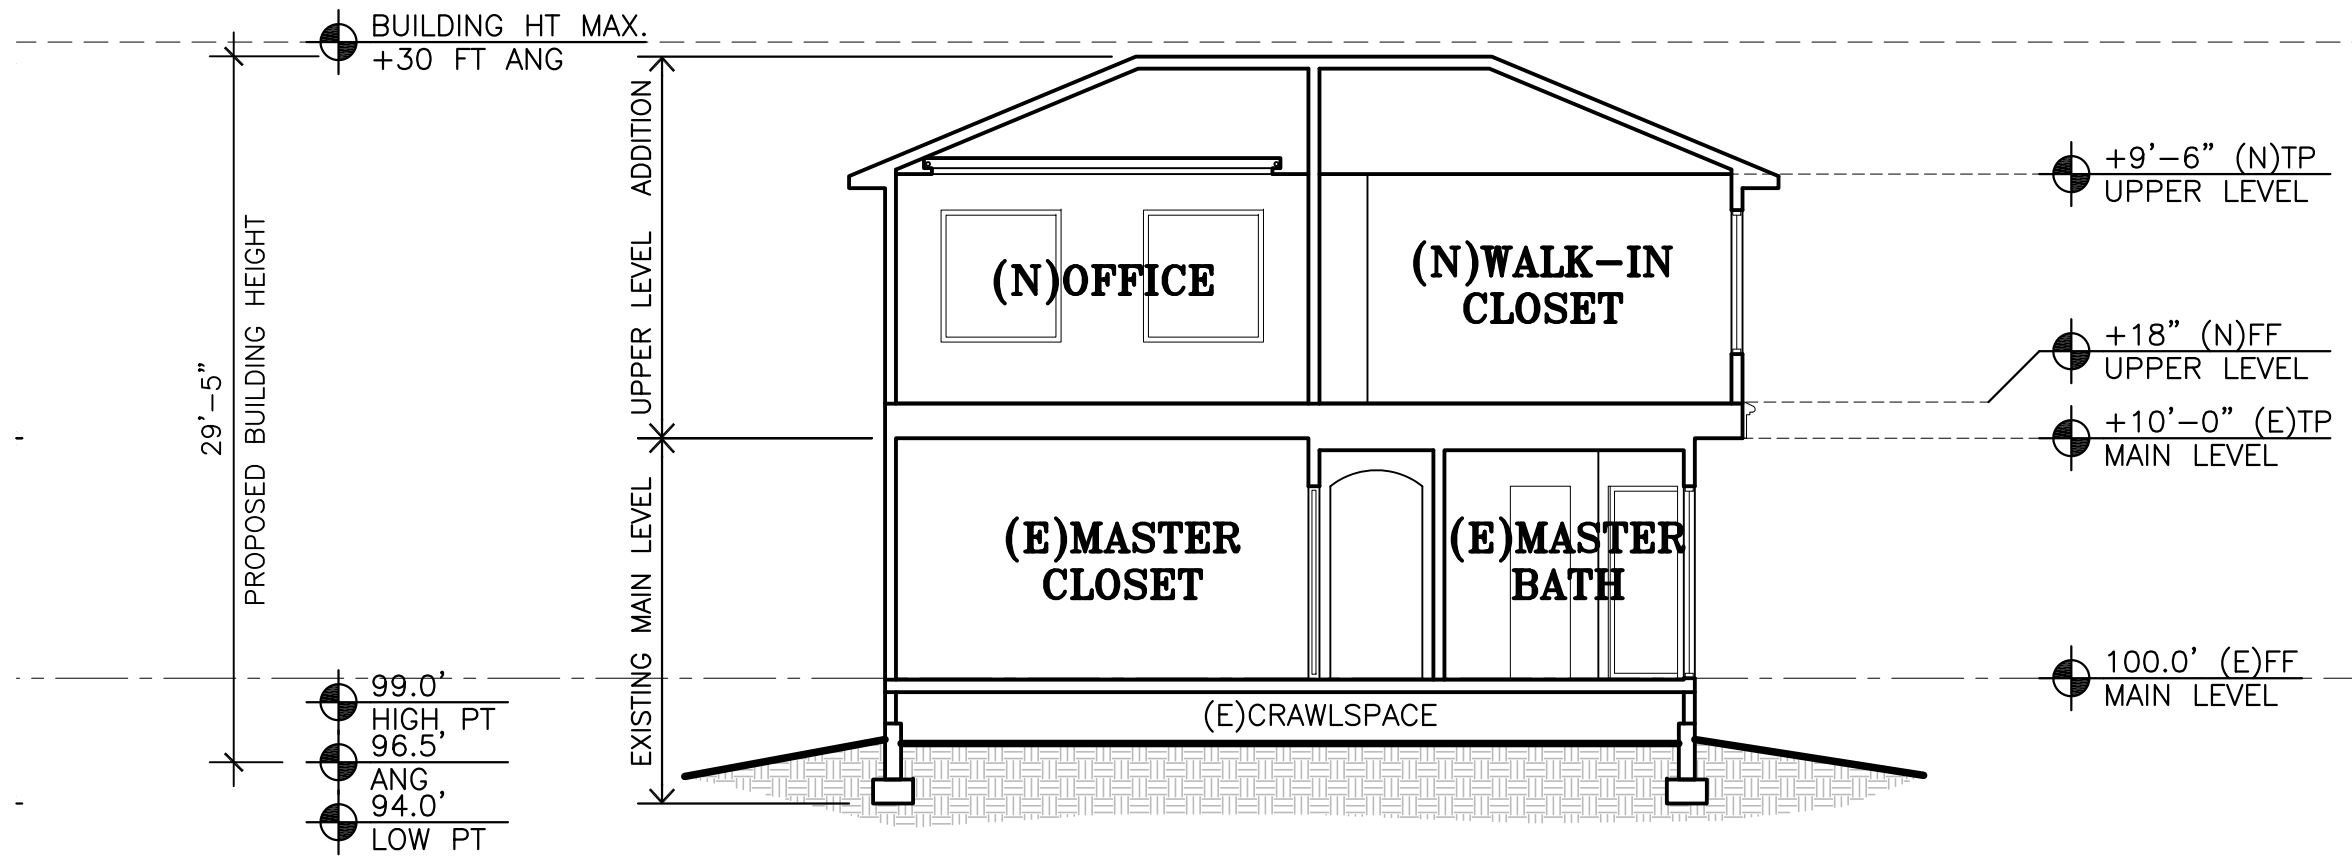 BUILDING HT MAX.
+30 FT ANG
29'-5"
PROPOSED BUILDING HEIGHT
UPPER LEVEL ADDITION
EXISTING MAIN LEVEL
99.0'
HIGH PT
96.5'
ANG
94.0'
LOW PT
(N)OFFICE
(N)WALK-IN
CLOSET
(E)MASTER
CLOSET
(E)MASTER
BATH
(E)CRAWLSPACE
+9'-6" (N)TP
UPPER LEVEL
+18" (N)FF
UPPER LEVEL
+10'-0" (E)TP
MAIN LEVEL
100.0' (E)FF
MAIN LEVEL